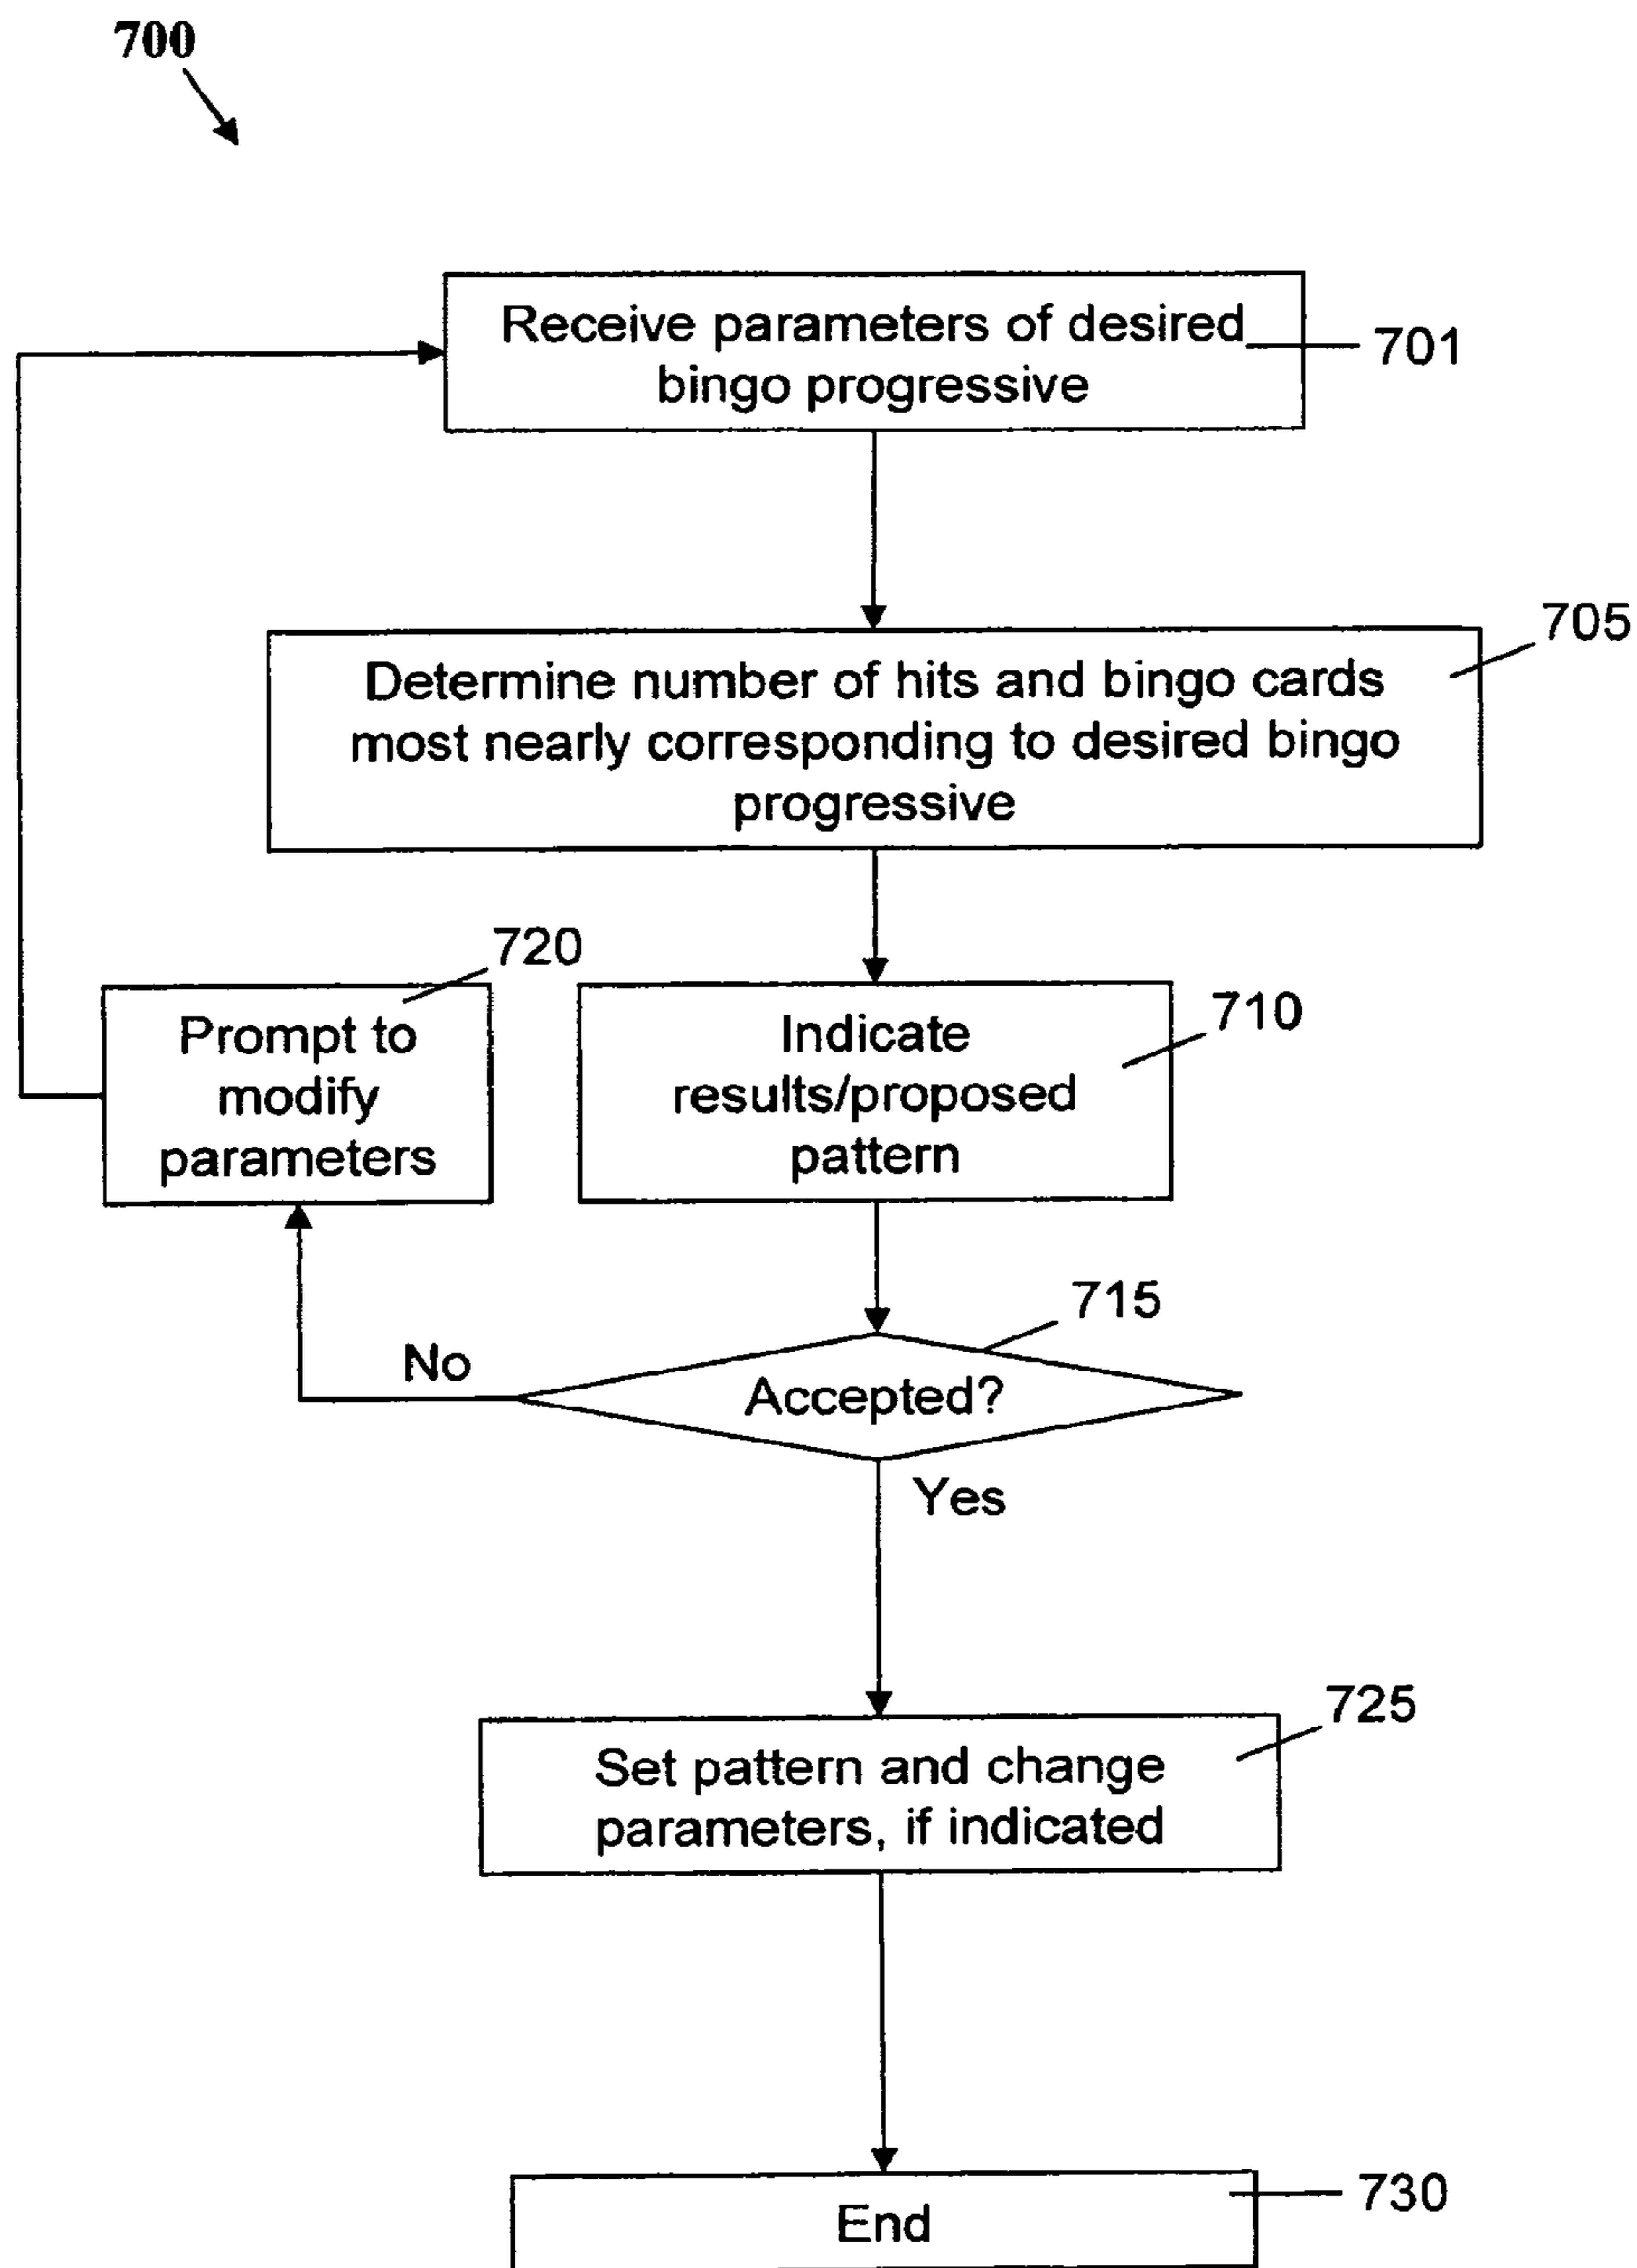 700
Receive parameters of desired
bingo progressive
701
705
Determine number of hits and bingo cards
most nearly corresponding to desired bingo
progressive
720
Prompt to
modify
parameters
710
Indicate
results/proposed
pattern
715
No
Accepted?
Yes
725
Set pattern and change
parameters, if indicated
730
End